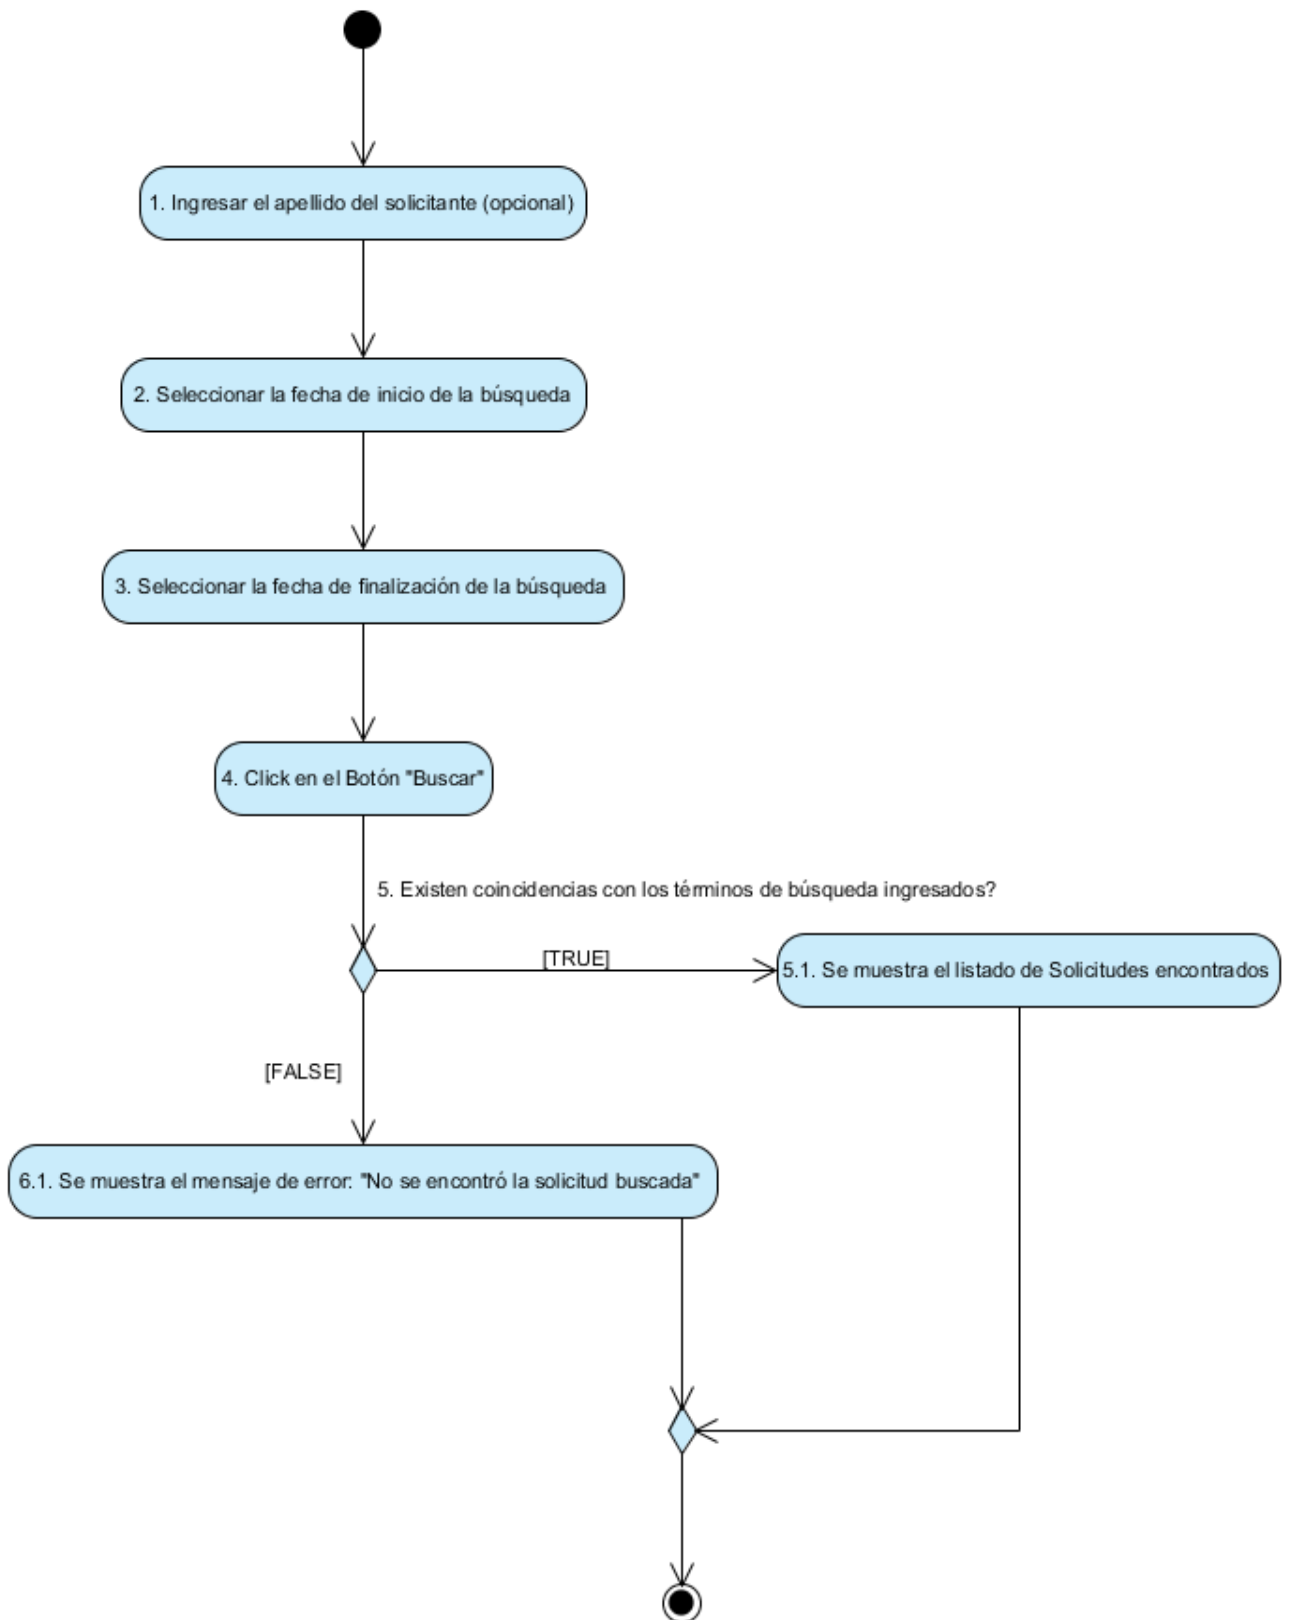 1. Ingresar el apellido del solicitante (opcional)
2. Seleccionar la fecha de inicio de la búsqueda
3. Seleccionar la fecha de finalización de la búsqueda
4. Click en el Botón "Buscar"
5. Existen coincidencias con los términos de búsqueda ingresados?
[TRUE]
5.1. Se muestra el listado de Solicitudes encontrados
[FALSE]
6.1. Se muestra el mensaje de error: "No se encontró la solicitud buscada"